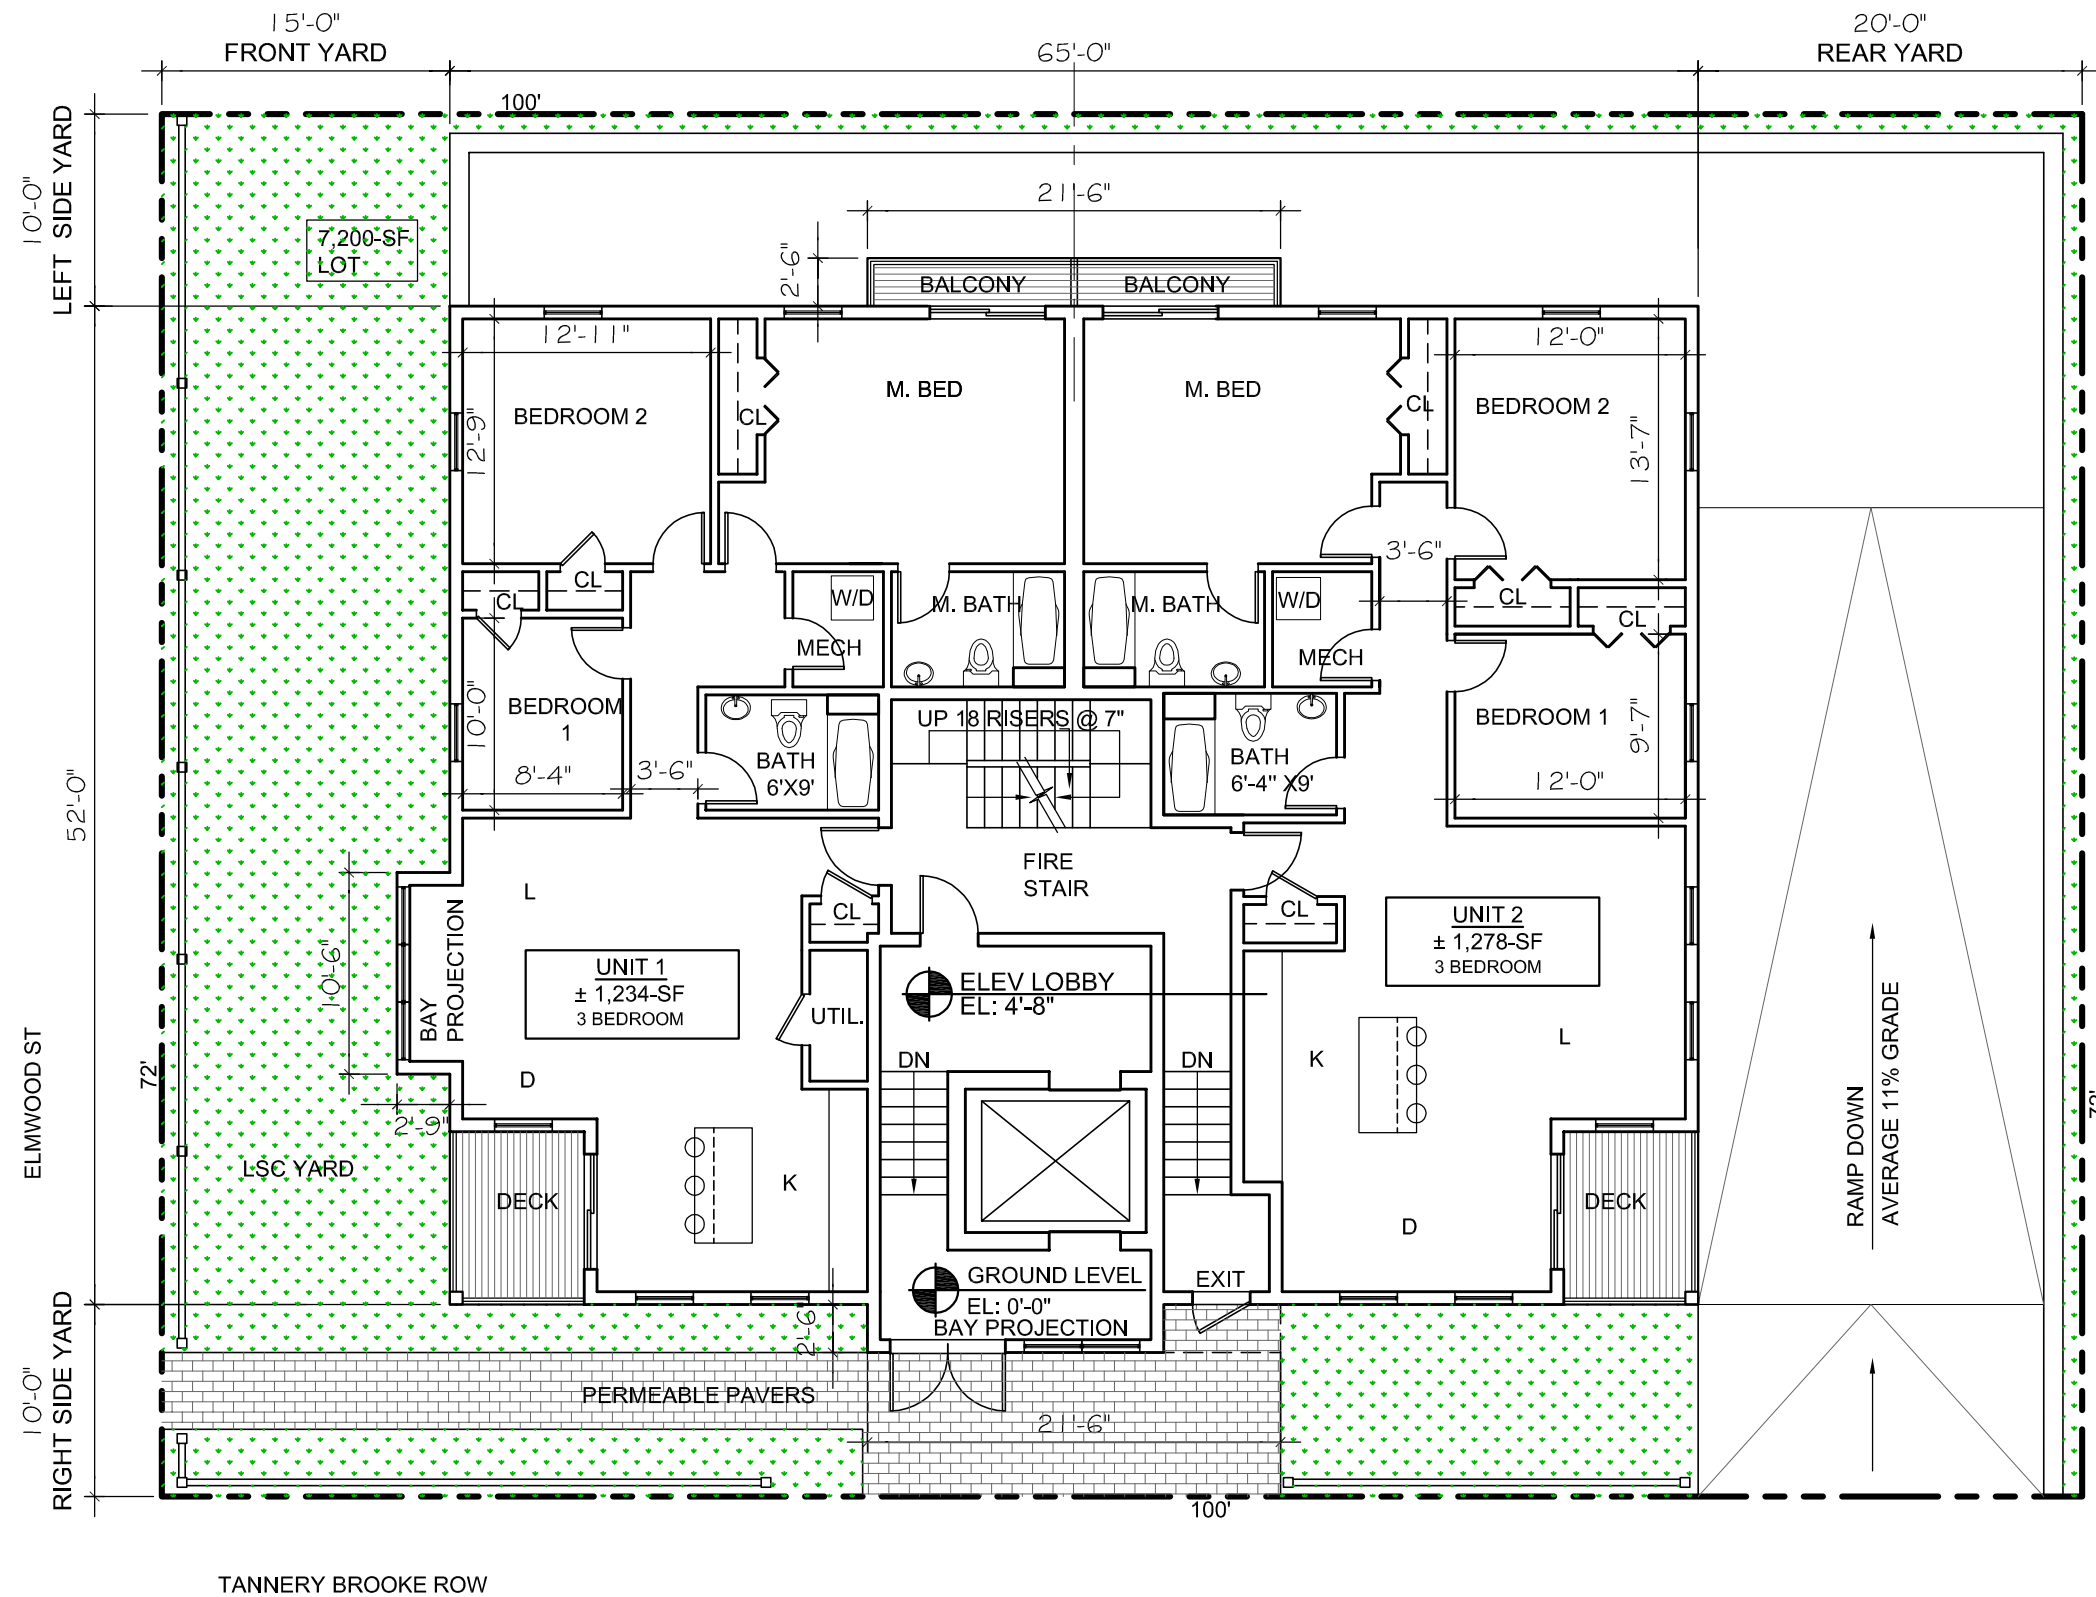 15'-0"
FRONT YARD
65'-0"
20'-0"
REAR YARD
100'
10'-0"
LEFT SIDE YARD
7,200-SF
LOT
21'-6"
2'-6"
BALCONY
BALCONY
12'-11"
12'-0"
M. BED
M. BED
BEDROOM 2
CL
CL
BEDROOM 2
12'-9"
13'-7"
3'-6"
CL
CL
W/D
M. BATH
M. BATH
W/D
CL
CL
MECH
MECH
BEDROOM
1
10'-0"
UP 18 RISERS @ 7"
BEDROOM 1
9'-7"
8'-4"
3'-6"
BATH
6'X9'
BATH
6'-4" X9'
12'-0"
52'-0"
FIRE
STAIR
L
CL
CL
UNIT 2
± 1,278-SF
3 BEDROOM
BAY
PROJECTION
10'-6"
UNIT 1
± 1,234-SF
3 BEDROOM
UTIL.
ELEV LOBBY
EL: 4'-8"
DN
DN
K
L
ELMWOOD ST
72'
D
2'-9"
72'
RAMP DOWN
AVERAGE 11% GRADE
LSC YARD
DECK
K
DECK
D
GROUND LEVEL
EL: 0'-0"
BAY PROJECTION
EXIT
2'-6"
10'-0"
RIGHT SIDE YARD
PERMEABLE PAVERS
21'-6"
100'
TANNERY BROOKE ROW